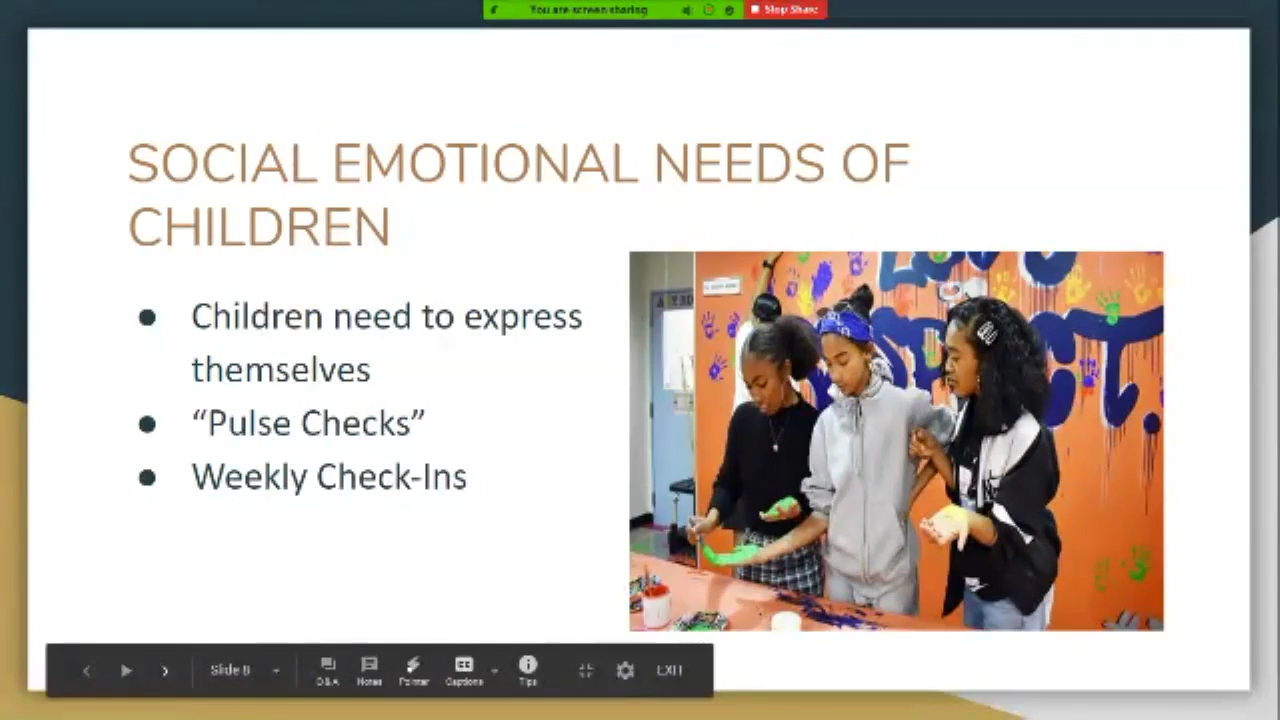 You are screen sharing
Stop Share
SOCIAL EMOTIONAL NEEDS OF
CHILDREN
● Children need to express
themselves
● “Pulse Checks”
● Weekly Check-Ins
Slide 8
Q&A
Notes
Pointer
Captions
Tips
EXIT